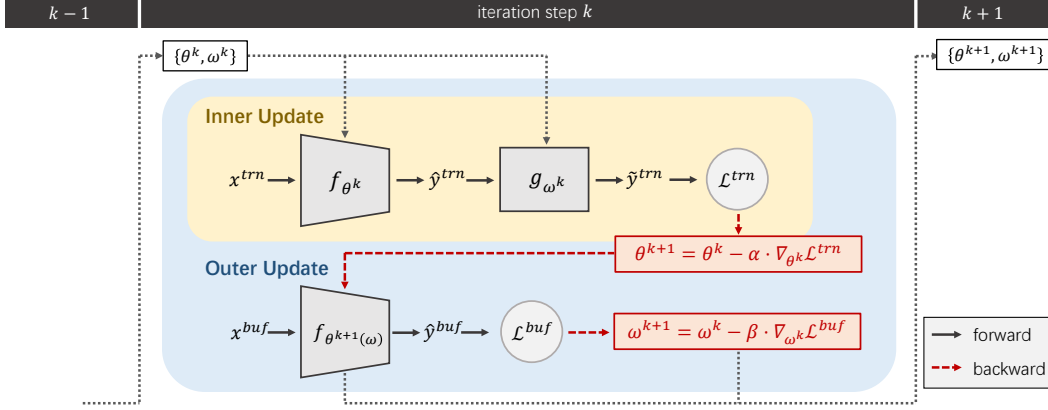 k − 1
iteration step k
k + 1
{θ^k, ω^k}
{θ^{k+1}, ω^{k+1}}
Inner Update
x^{trn}
f_{θ^k}
ŷ^{trn}
g_{ω^k}
ỹ^{trn}
ℒ^{trn}
θ^{k+1} = θ^k − α · ∇_{θ^k}ℒ^{trn}
Outer Update
x^{buf}
f_{θ^{k+1}(ω)}
ŷ^{buf}
ℒ^{buf}
ω^{k+1} = ω^k − β · ∇_{ω^k}ℒ^{buf}
forward
backward